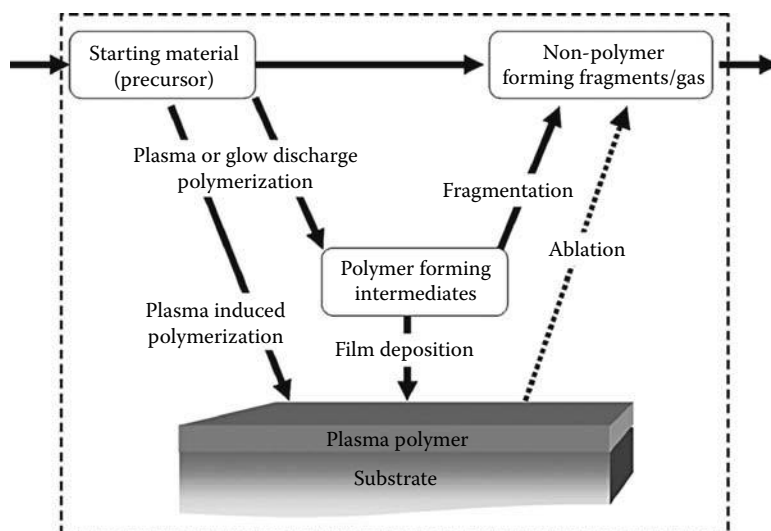 Starting material
(precursor)
Non-polymer
forming fragments/gas
Plasma or glow discharge
polymerization
Fragmentation
Ablation
Polymer forming
intermediates
Plasma induced
polymerization
Film deposition
Plasma polymer
Substrate